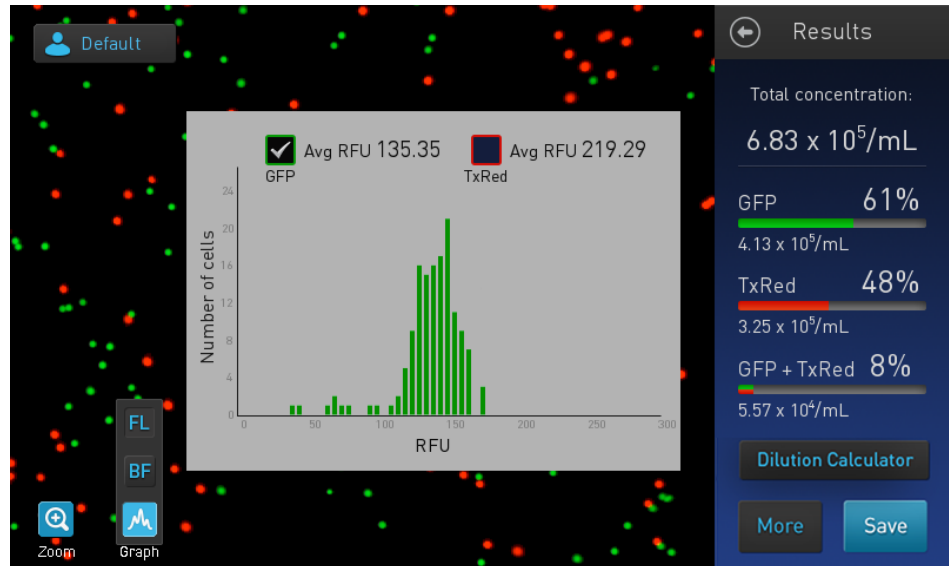 Default
Results
Total concentration:
6.83 x 10⁵/mL
GFP 61%
4.13 x 10⁵/mL
TxRed 48%
3.25 x 10⁵/mL
GFP + TxRed 8%
5.57 x 10⁴/mL
Dilution Calculator
More Save
Avg RFU 135.35 Avg RFU 219.29
GFP TxRed
Number of cells
24
20
16
12
8
4
0
0 50 100 150 200 250 300
RFU
FL
BF
Zoom Graph